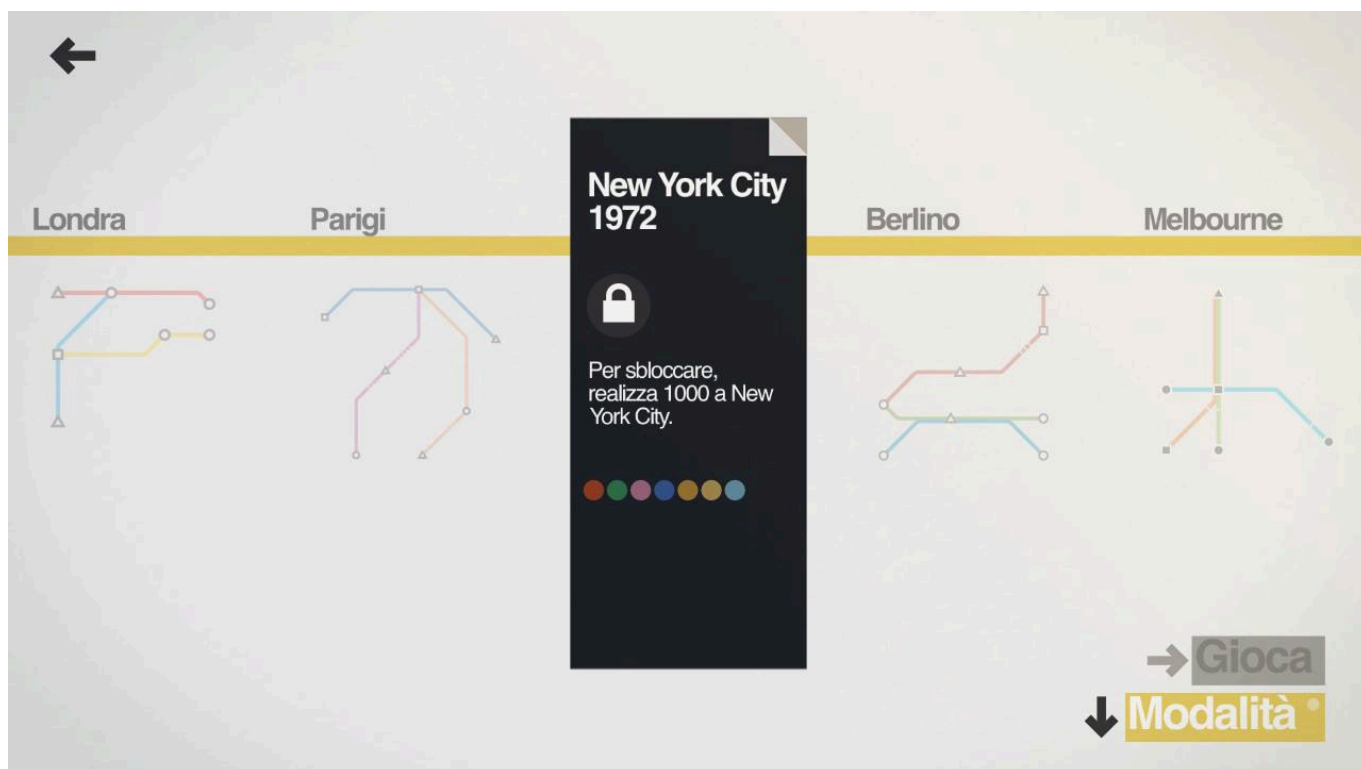 Londra
Parigi
New York City
1972
Berlino
Melbourne
Per sbloccare,
realizza 1000 a New
York City.
Gioca
Modalità